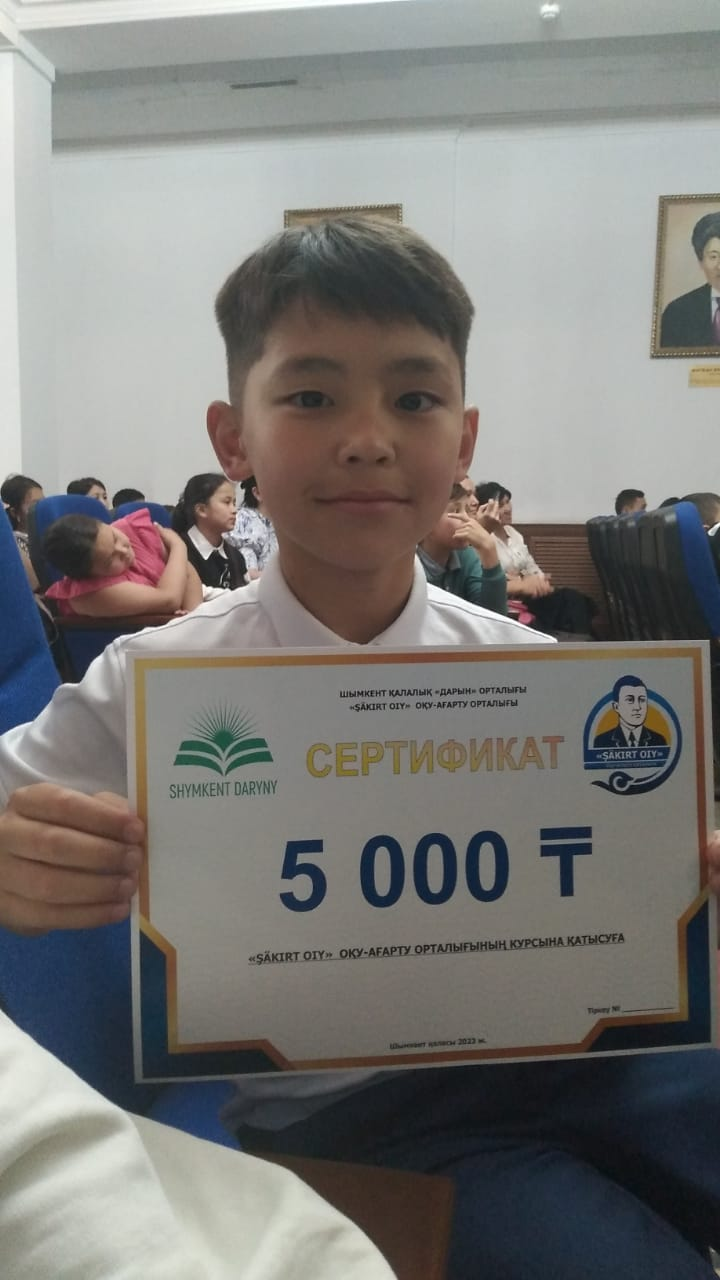 ШЫМКЕНТ ҚАЛАЛЫҚ «ДАРЫН» ОРТАЛЫҒЫ
«ŞÄKIRT OIY» ОҚУ-АҒАРТУ ОРТАЛЫҒЫ
SHYMKENT DARYNY
СЕРТИФИКАТ
«ŞÄKIRT OIY»
5 000 ₸
«ŞÄKIRT OIY» ОҚУ-АҒАРТУ ОРТАЛЫҒЫНЫҢ КУРСЫНА ҚАТЫСУҒА
Тіркеу №
Шымкент қаласы 2023 ж.